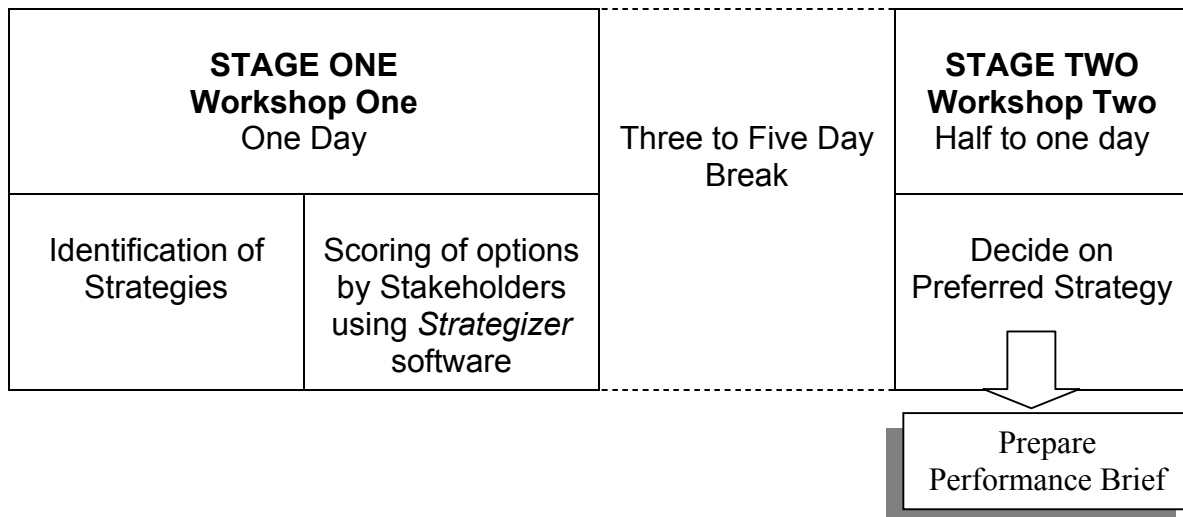 STAGE ONE
Workshop One
One Day
Three to Five Day
Break
STAGE TWO
Workshop Two
Half to one day
Identification of
Strategies
Scoring of options
by Stakeholders
using Strategizer
software
Decide on
Preferred Strategy
Prepare
Performance Brief